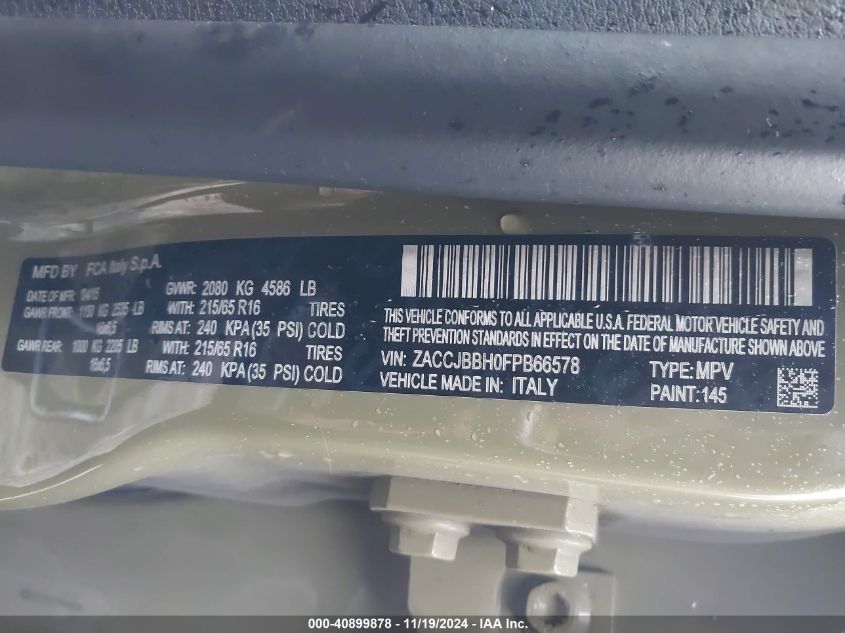 MFD BY FCA Italy S.p.A.
DATE OF MFR 04/15 GVWR: 2080 KG 4586 LB
GAWR FRONT: 1150 KG 2535 LB WITH: 215/65 R16 TIRES
16x6,5 RIMS AT: 240 KPA (35 PSI) COLD
GAWR REAR: 1000 KG 2205 LB WITH: 215/65 R16 TIRES
16x6,5 RIMS AT: 240 KPA (35 PSI) COLD
THIS VEHICLE CONFORMS TO ALL APPLICABLE U.S.A. FEDERAL MOTOR VEHICLE SAFETY AND
THEFT PREVENTION STANDARDS IN EFFECT ON THE DATE OF MANUFACTURE SHOWN ABOVE
VIN: ZACCJBBH0FPB66578 TYPE: MPV
VEHICLE MADE IN: ITALY PAINT: 145
000-40899878 - 11/19/2024 - IAA Inc.